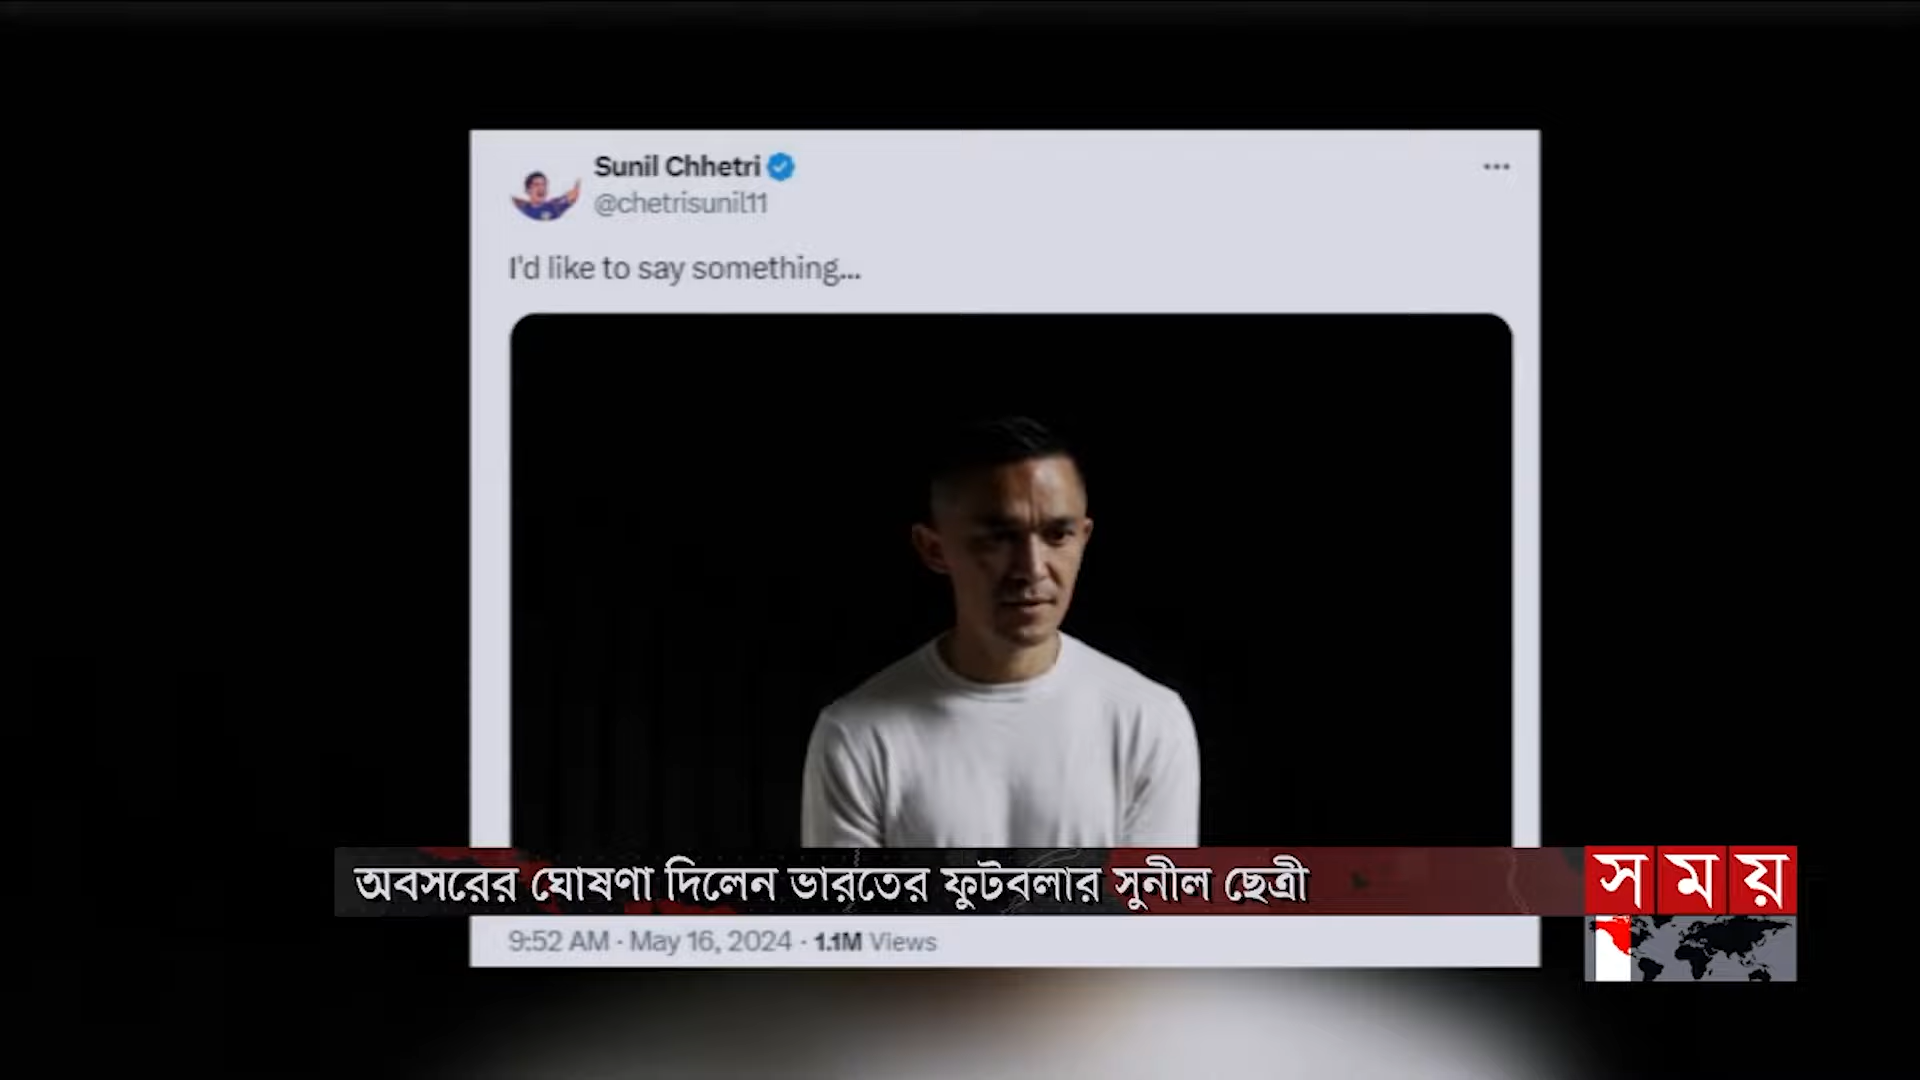 Sunil Chhetri
@chetrisunil11
I'd like to say something...
অবসরের ঘোষণা দিলেন ভারতের ফুটবলার সুনীল ছেত্রী
সময়
9:52 AM · May 16, 2024 · 1.1M Views